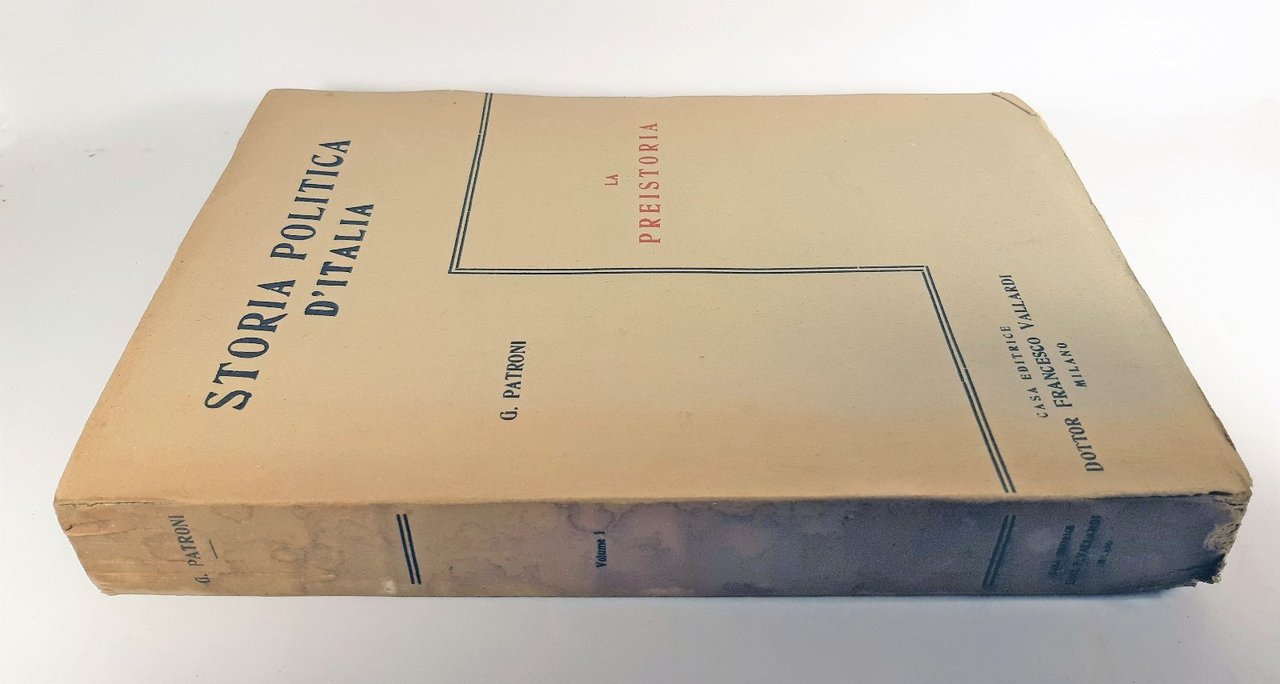 STORIA POLITICA
D'ITALIA
G. PATRONI
LA
PREISTORIA
CASA EDITRICE
DOTTOR FRANCESCO VALLARDI
MILANO
G. PATRONI
Volume I